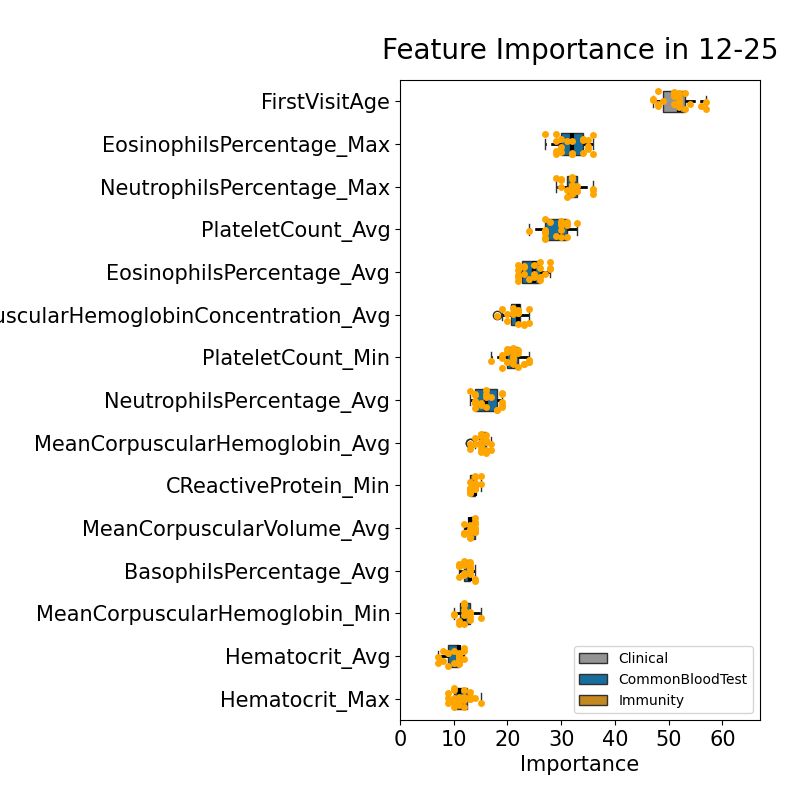 Feature Importance in 12-25
FirstVisitAge
EosinophilsPercentage_Max
NeutrophilsPercentage_Max
PlateletCount_Avg
EosinophilsPercentage_Avg
uscularHemoglobinConcentration_Avg
PlateletCount_Min
NeutrophilsPercentage_Avg
MeanCorpuscularHemoglobin_Avg
CReactiveProtein_Min
MeanCorpuscularVolume_Avg
BasophilsPercentage_Avg
MeanCorpuscularHemoglobin_Min
Hematocrit_Avg
Hematocrit_Max
Clinical
CommonBloodTest
Immunity
0 10 20 30 40 50 60
Importance